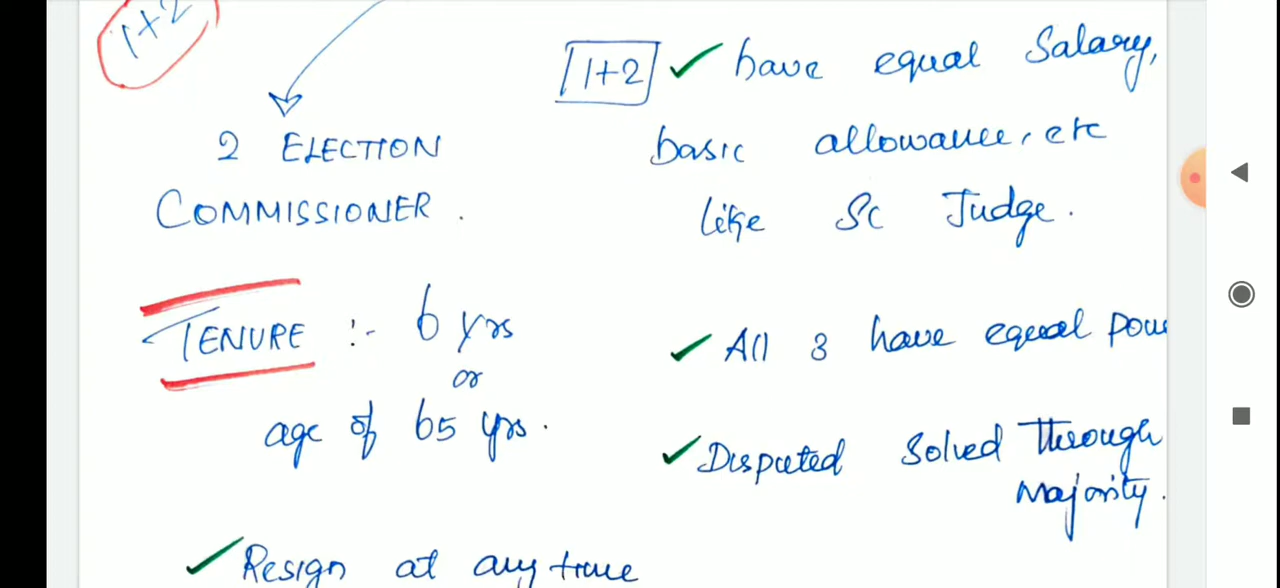 1+2
2 ELECTION
COMMISSIONER.
TENURE :- 6 yrs
or
age of 65 yrs.
Resign at any time
1+2 have equal Salary,
basic allowance, etc
like SC Judge.
All 3 have equal pow
Disputed solved Through
Majority.